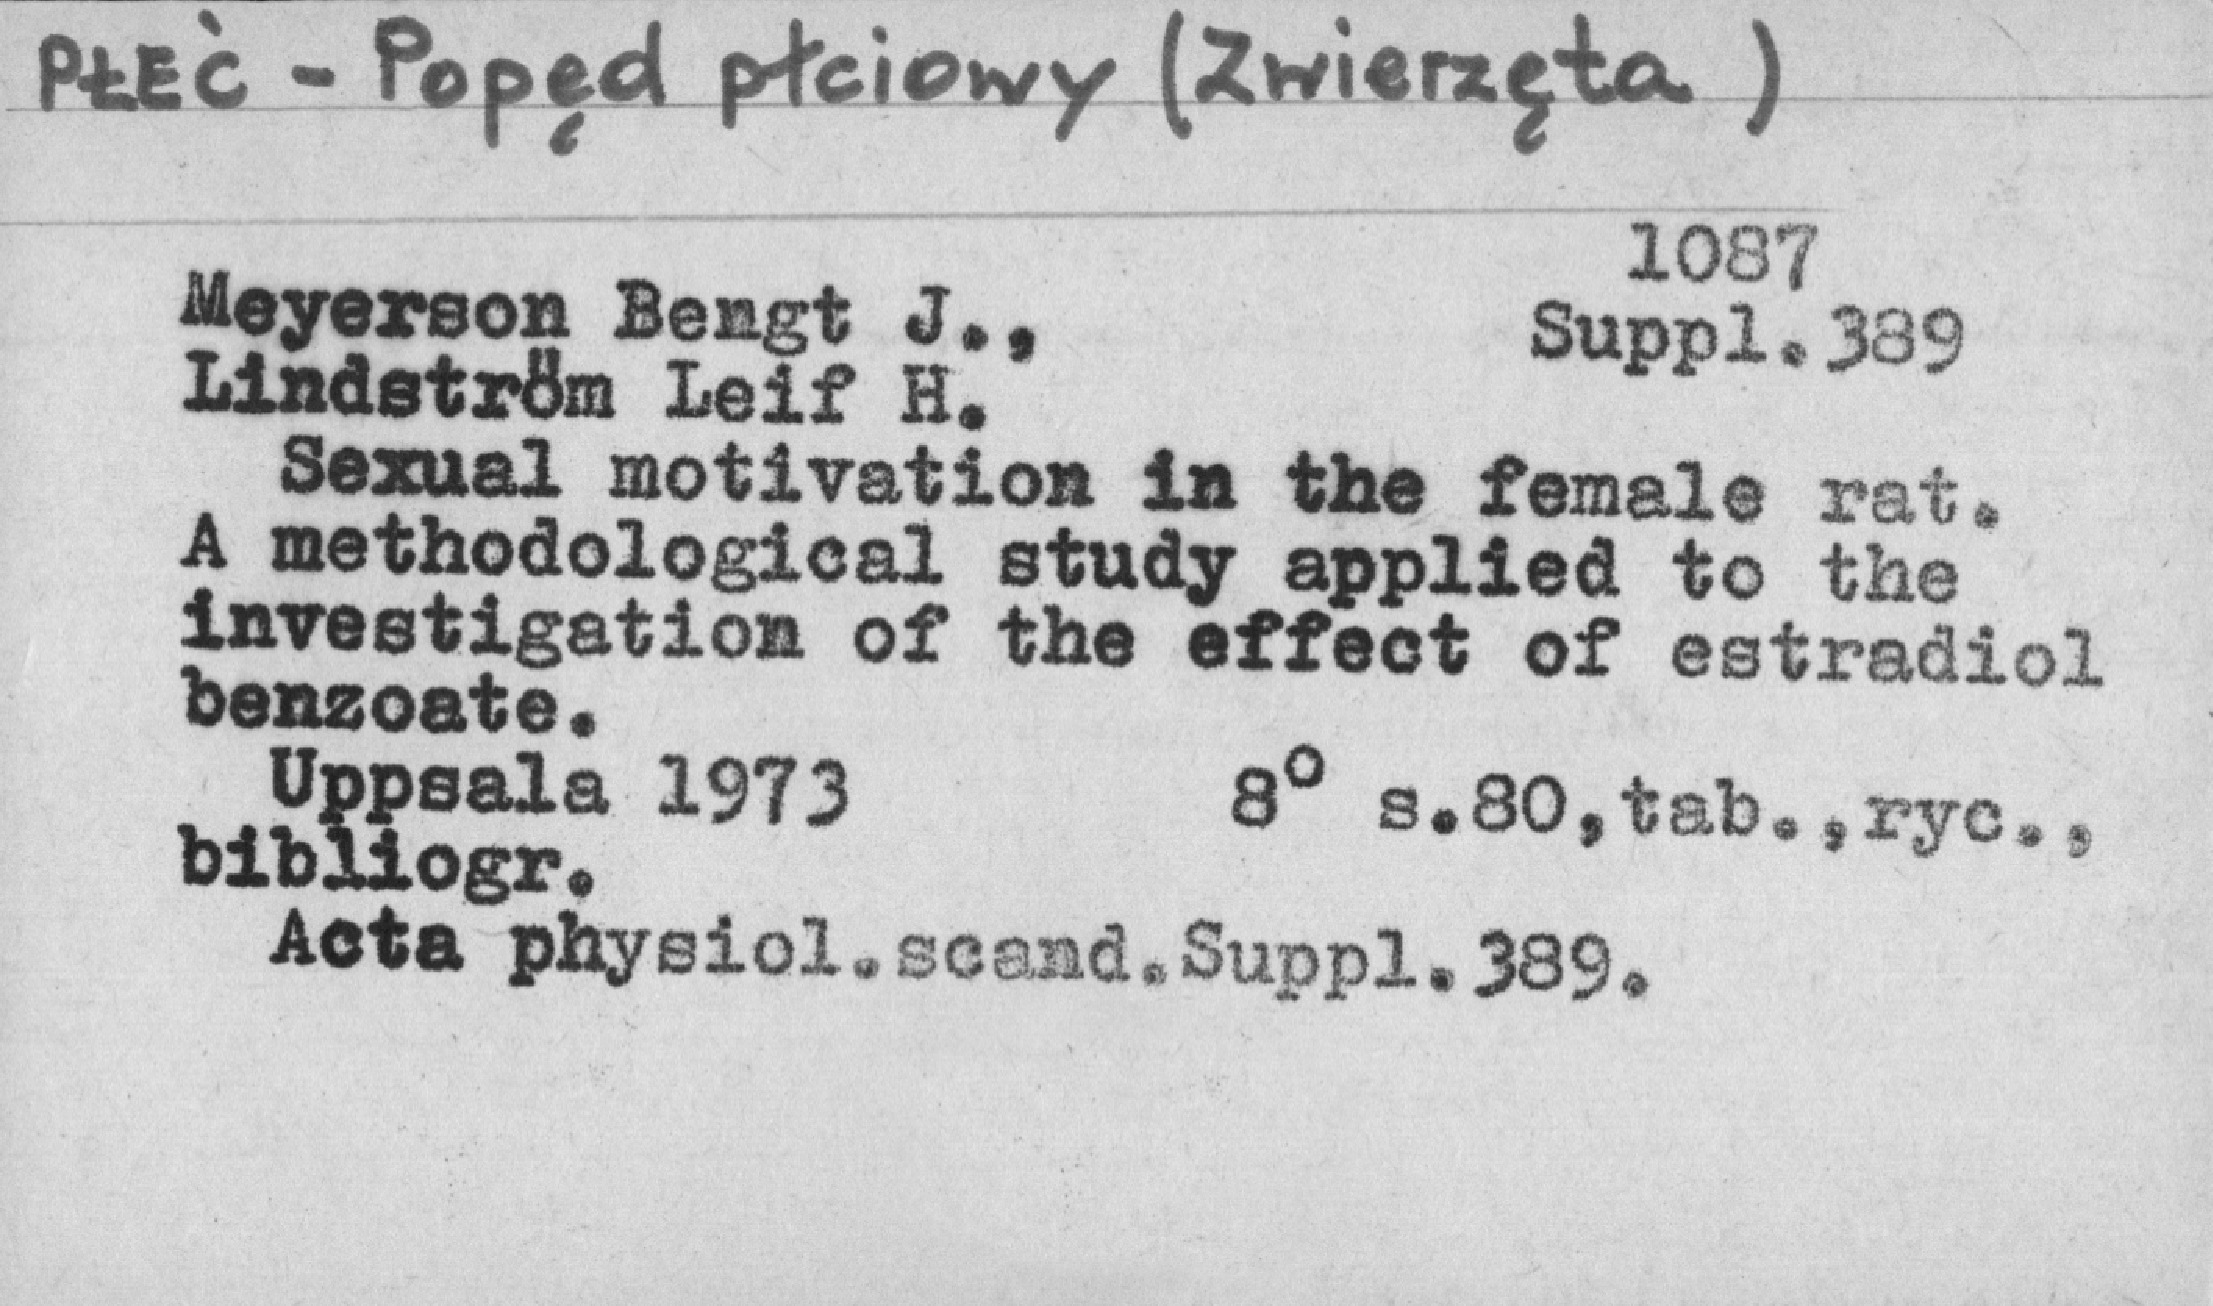 PŁEĆ - Popęd płciowy (Zwierzęta)
1087
Meyerson Bengt J., Suppl.389
Lindström Leif H.
Sexual motivation in the female rat.
A methodological study applied to the
investigation of the effect of estradiol
benzoate.
Uppsala 1973 8° s.80,tab.,ryc.,
bibliogr.
Acta physiol.scand.Suppl.389.